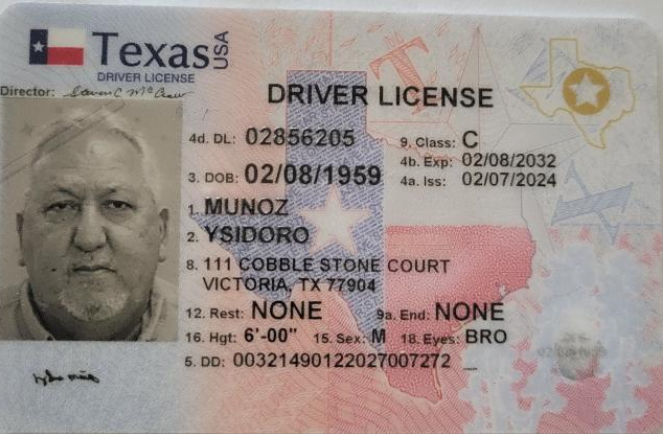 Texas USA
DRIVER LICENSE
Director:
DRIVER LICENSE
4d. DL: 02856205 9. Class: C
4b. Exp: 02/08/2032
3. DOB: 02/08/1959 4a. Iss: 02/07/2024
1. MUNOZ
2. YSIDORO
8. 111 COBBLE STONE COURT
VICTORIA, TX 77904
12. Rest: NONE 9a. End: NONE
16. Hgt: 6'-00" 15. Sex: M 18. Eyes: BRO
5. DD: 00321490122027007272